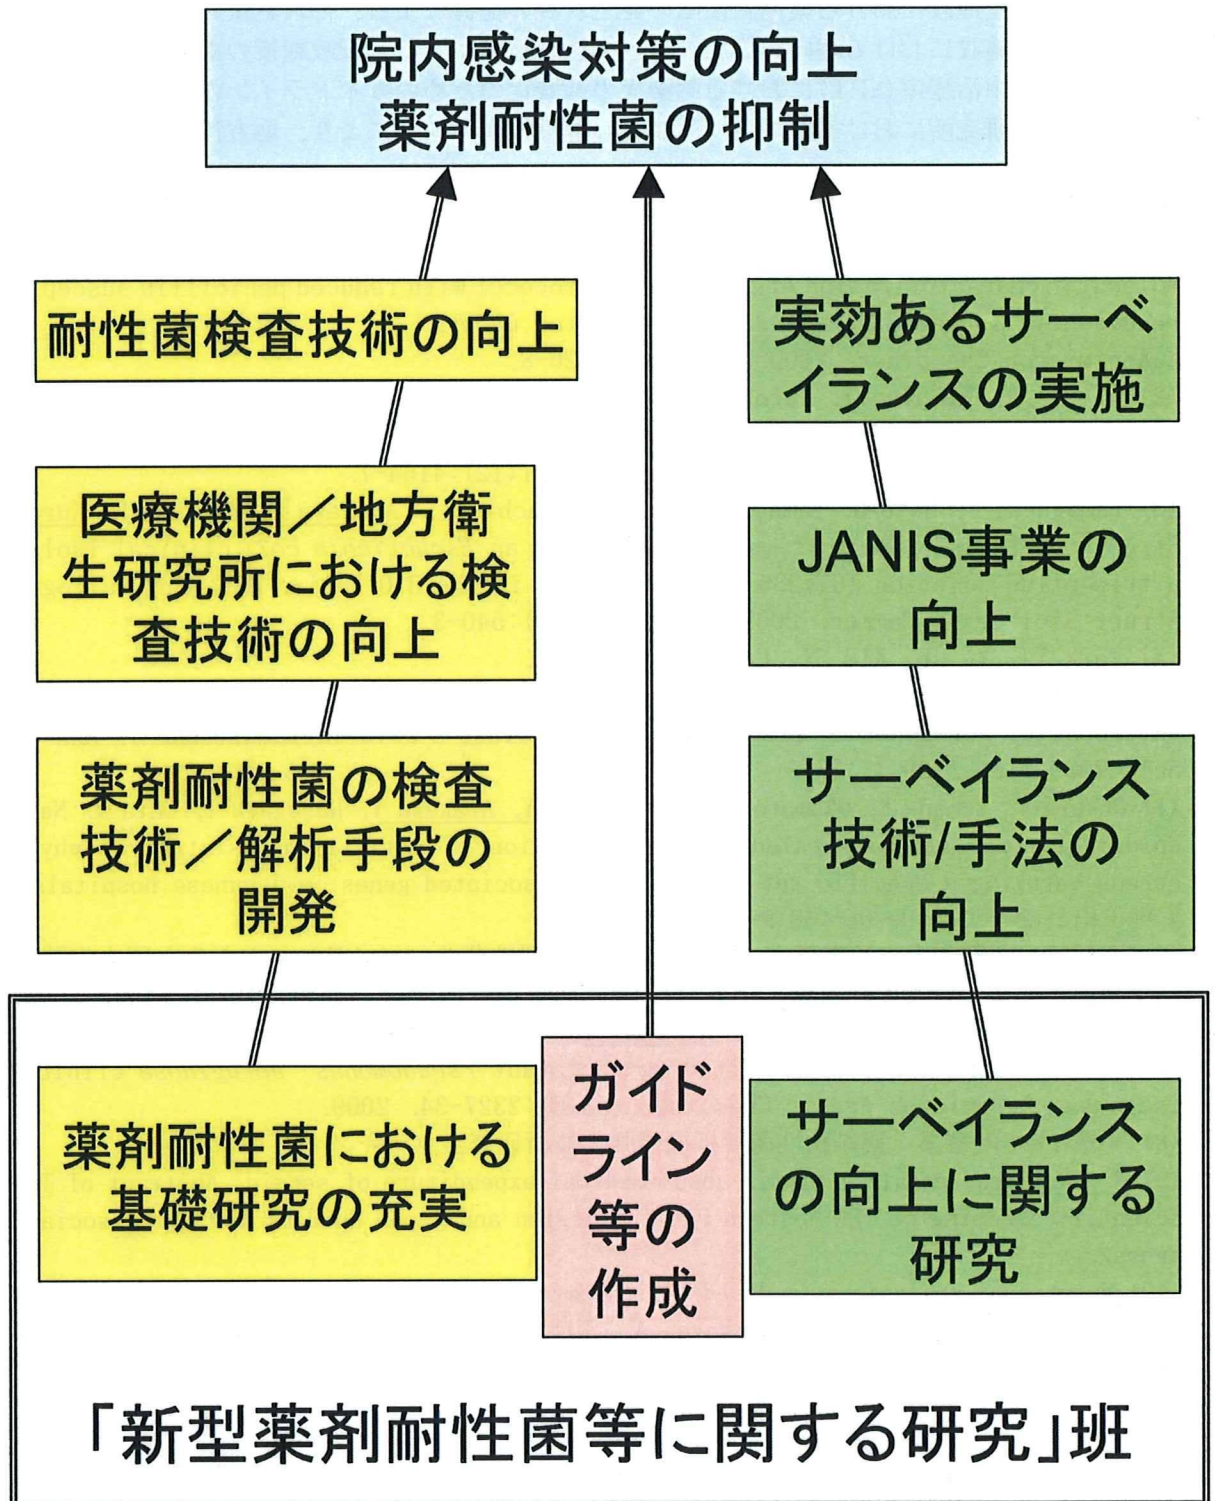 院内感染対策の向上
薬剤耐性菌の抑制
耐性菌検査技術の向上
医療機関／地方衛
生研究所における検
査技術の向上
薬剤耐性菌の検査
技術／解析手段の
開発
薬剤耐性菌における
基礎研究の充実
ガイド
ライン
等の
作成
実効あるサーベ
イランスの実施
JANIS事業の
向上
サーベイランス
技術/手法の
向上
サーベイランス
の向上に関する
研究
「新型薬剤耐性菌等に関する研究」班